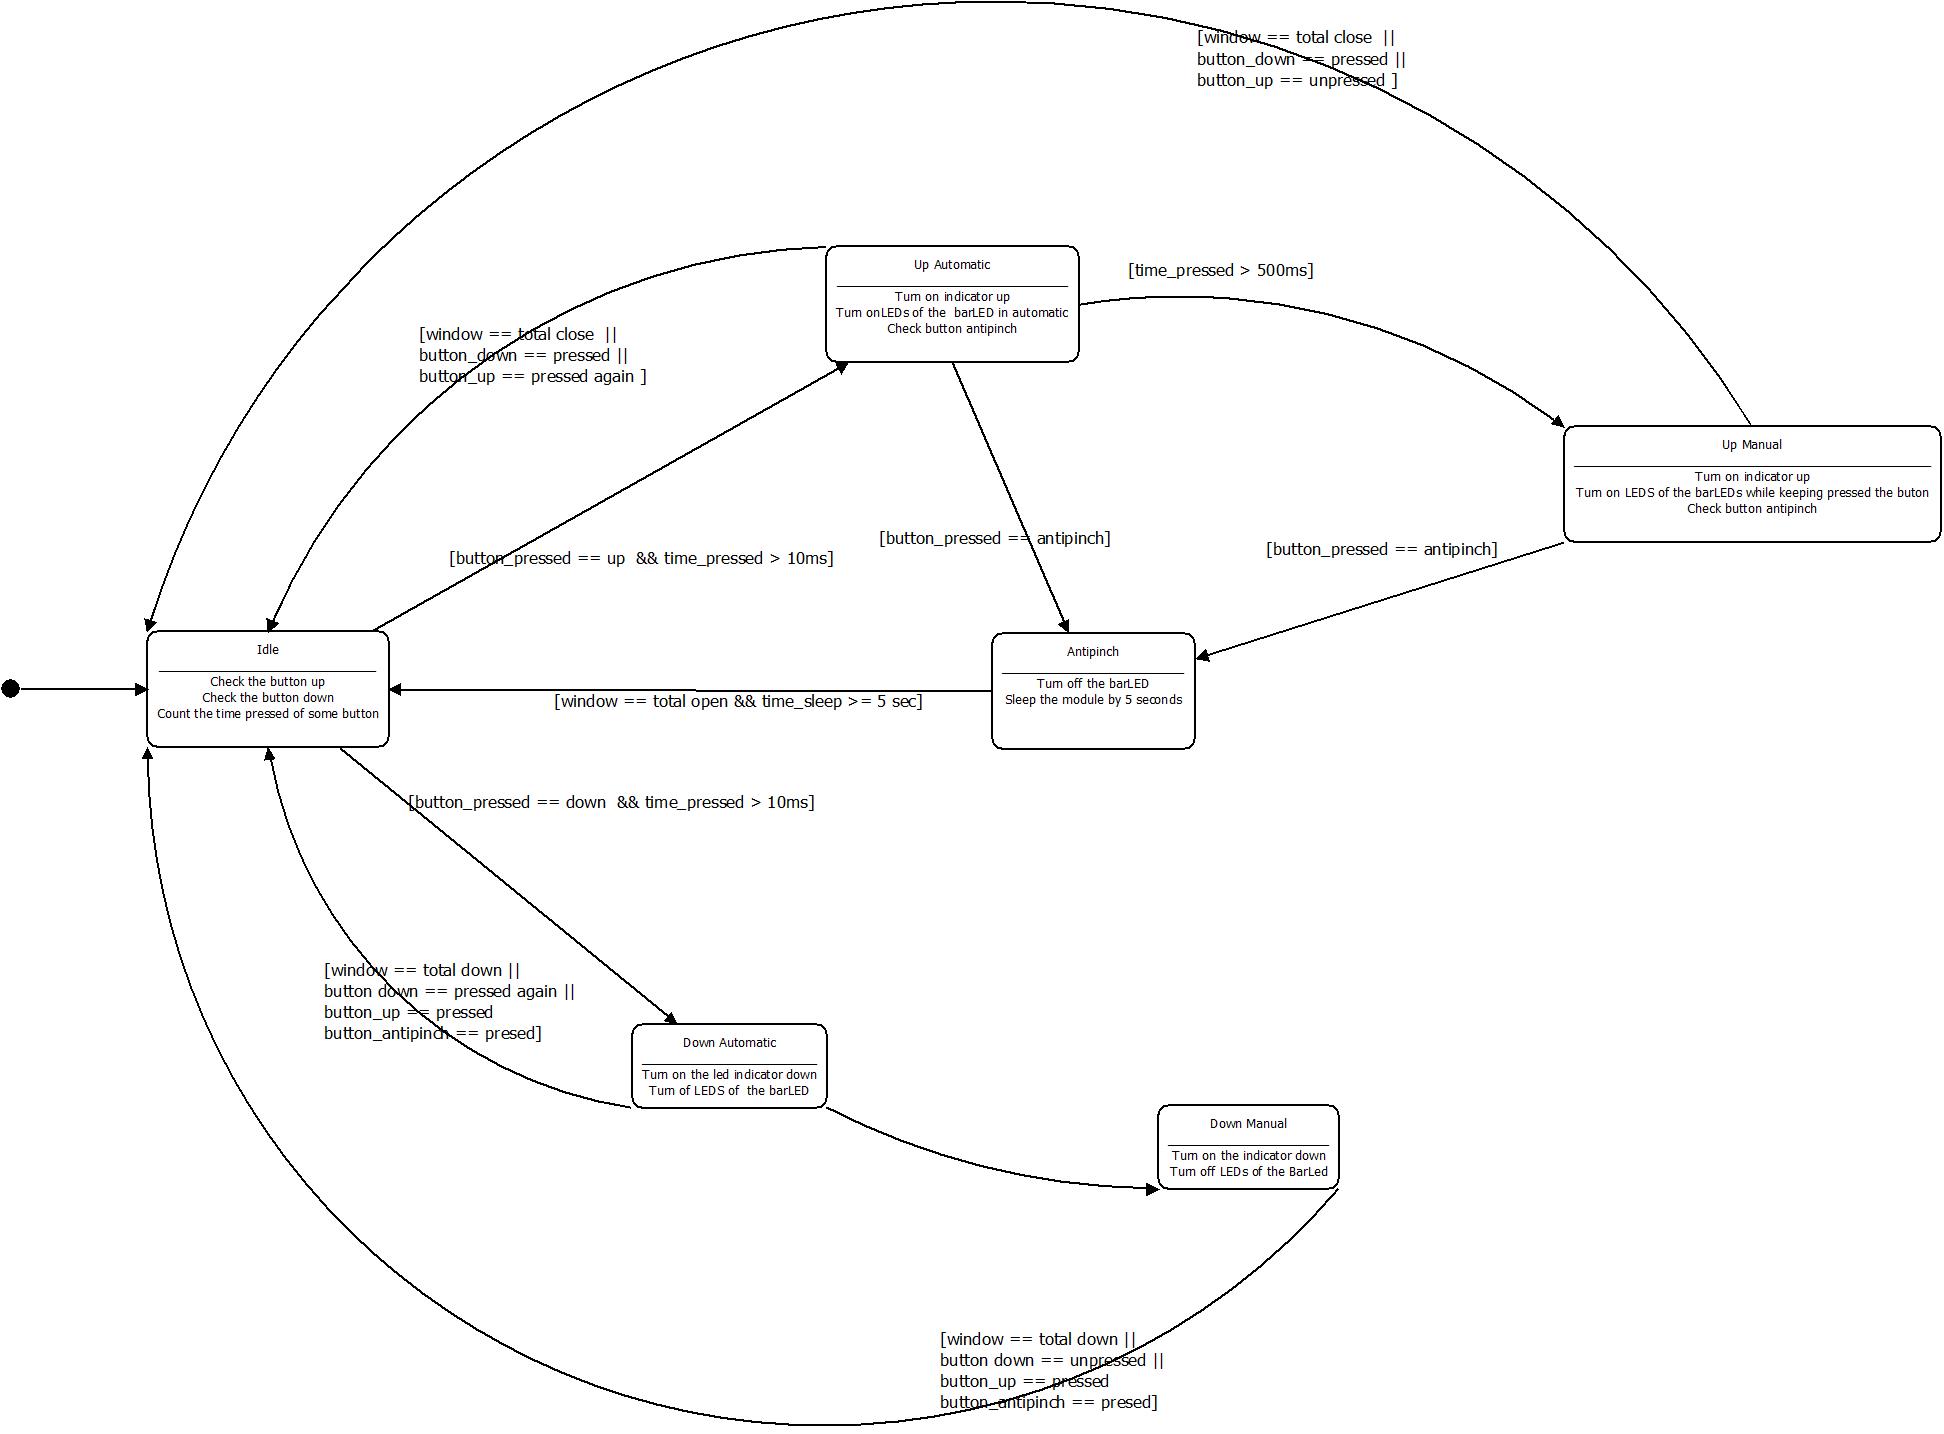 [window == total close  ||
button_down == pressed ||
button_up == unpressed ]
Up Automatic
Turn on indicator up
Turn onLEDs of the  barLED in automatic
Check button antipinch
[time_pressed > 500ms]
[window == total close  ||
button_down == pressed ||
button_up == pressed again ]
Up Manual
Turn on indicator up
Turn on LEDS of the barLEDs while keeping pressed the buton
Check button antipinch
[button_pressed == up  && time_pressed > 10ms]
[button_pressed == antipinch]
[button_pressed == antipinch]
Idle
Check the button up
Check the button down
Count the time pressed of some button
Antipinch
Turn off the barLED
Sleep the module by 5 seconds
[window == total open && time_sleep >= 5 sec]
[button_pressed == down  && time_pressed > 10ms]
[window == total down ||
button down == pressed again ||
button_up == pressed
button_antipinch == presed]
Down Automatic
Turn on the led indicator down
Turn of LEDS of  the barLED
Down Manual
Turn on the indicator down
Turn off LEDs of the BarLed
[window == total down ||
button down == unpressed ||
button_up == pressed
button_antipinch == presed]